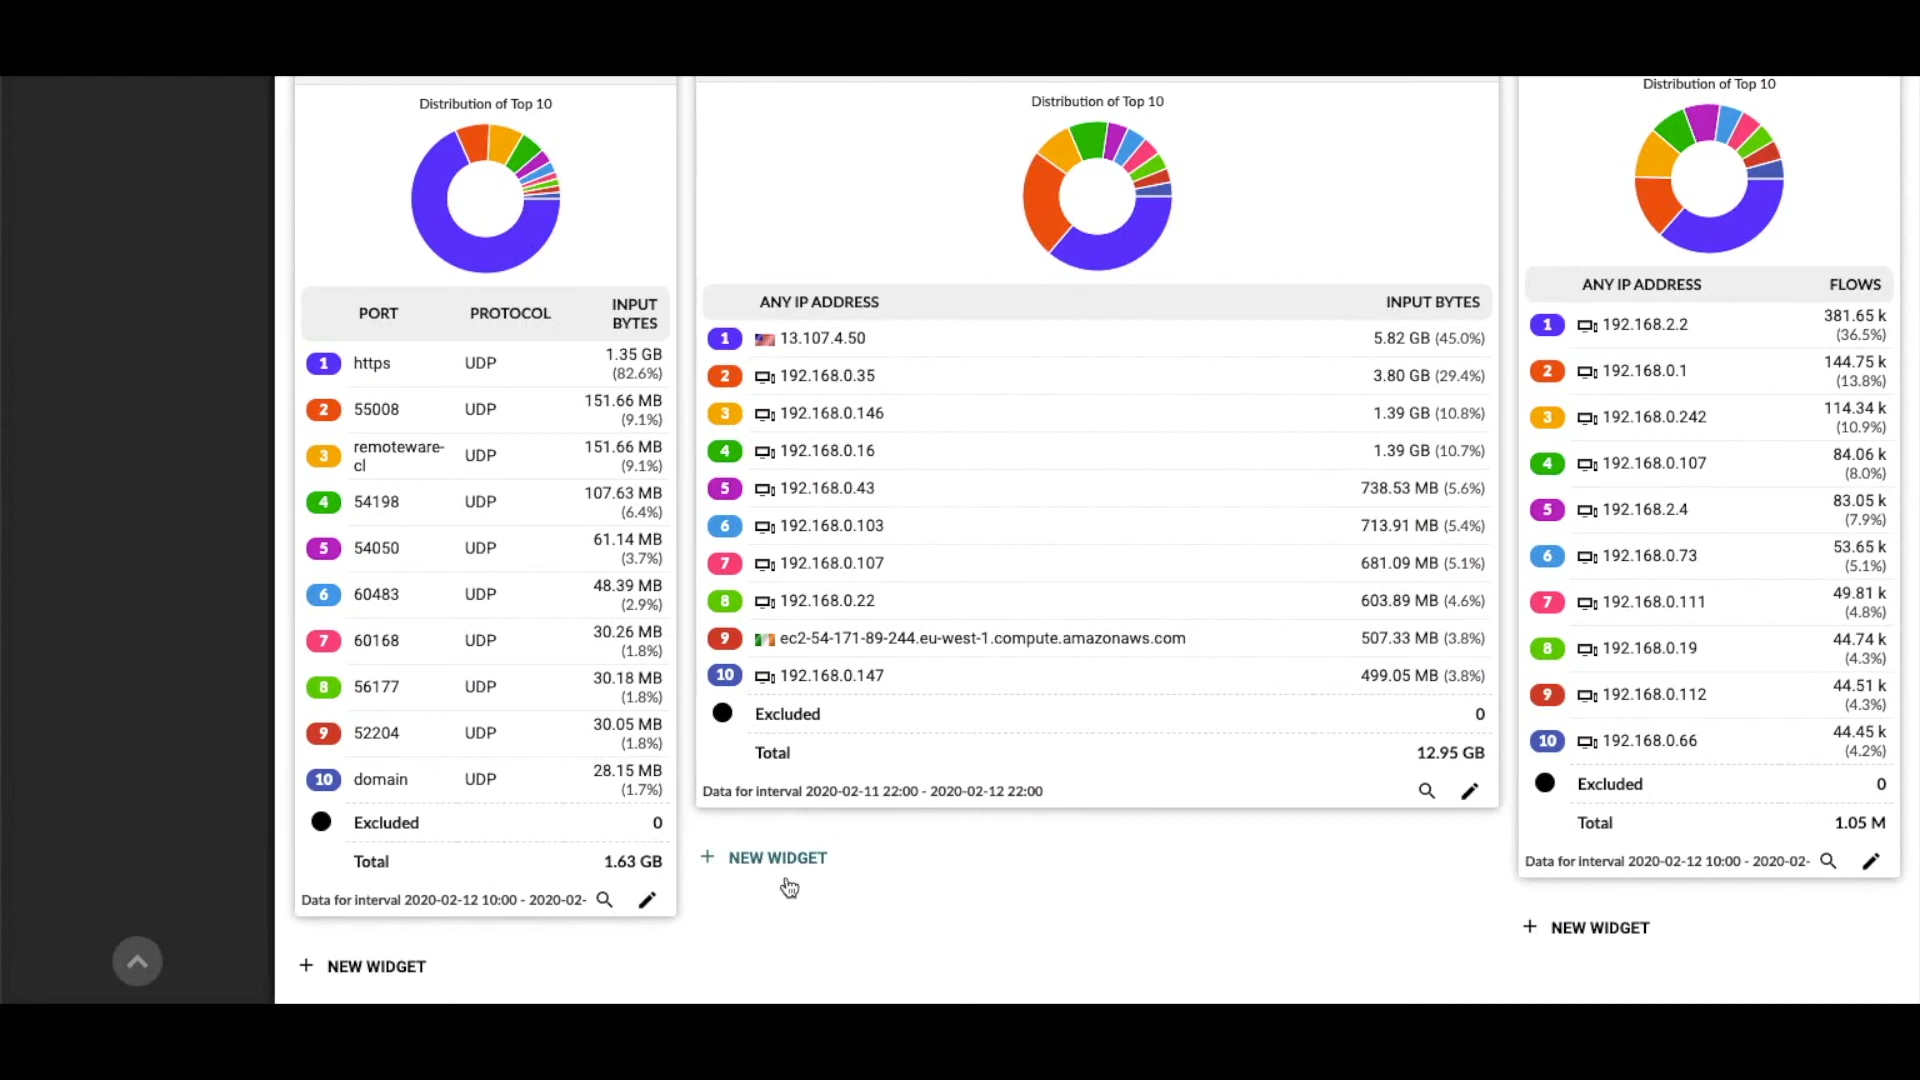 Distribution of Top 10
PORT PROTOCOL INPUT BYTES
1 https UDP 1.35 GB (82.6%)
2 55008 UDP 151.66 MB (9.1%)
3 remoteware-cl UDP 151.66 MB (9.1%)
4 54198 UDP 107.63 MB (6.4%)
5 54050 UDP 61.14 MB (3.7%)
6 60483 UDP 48.39 MB (2.9%)
7 60168 UDP 30.26 MB (1.8%)
8 56177 UDP 30.18 MB (1.8%)
9 52204 UDP 30.05 MB (1.8%)
10 domain UDP 28.15 MB (1.7%)
Excluded 0
Total 1.63 GB
Data for interval 2020-02-12 10:00 - 2020-02-
+ NEW WIDGET
Distribution of Top 10
ANY IP ADDRESS INPUT BYTES
1 13.107.4.50 5.82 GB (45.0%)
2 192.168.0.35 3.80 GB (29.4%)
3 192.168.0.146 1.39 GB (10.8%)
4 192.168.0.16 1.39 GB (10.7%)
5 192.168.0.43 738.53 MB (5.6%)
6 192.168.0.103 713.91 MB (5.4%)
7 192.168.0.107 681.09 MB (5.1%)
8 192.168.0.22 603.89 MB (4.6%)
9 ec2-54-171-89-244.eu-west-1.compute.amazonaws.com 507.33 MB (3.8%)
10 192.168.0.147 499.05 MB (3.8%)
Excluded 0
Total 12.95 GB
Data for interval 2020-02-11 22:00 - 2020-02-12 22:00
+ NEW WIDGET
Distribution of Top 10
ANY IP ADDRESS FLOWS
1 192.168.2.2 381.65 k (36.5%)
2 192.168.0.1 144.75 k (13.8%)
3 192.168.0.242 114.34 k (10.9%)
4 192.168.0.107 84.06 k (8.0%)
5 192.168.2.4 83.05 k (7.9%)
6 192.168.0.73 53.65 k (5.1%)
7 192.168.0.111 49.81 k (4.8%)
8 192.168.0.19 44.74 k (4.3%)
9 192.168.0.112 44.51 k (4.3%)
10 192.168.0.66 44.45 k (4.2%)
Excluded 0
Total 1.05 M
Data for interval 2020-02-12 10:00 - 2020-02-
+ NEW WIDGET